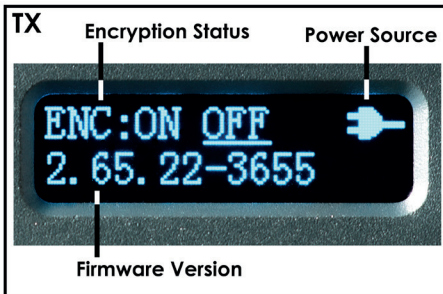 TX
Encryption Status
Power Source
ENC:ON OFF
2.65.22-3655
Firmware Version